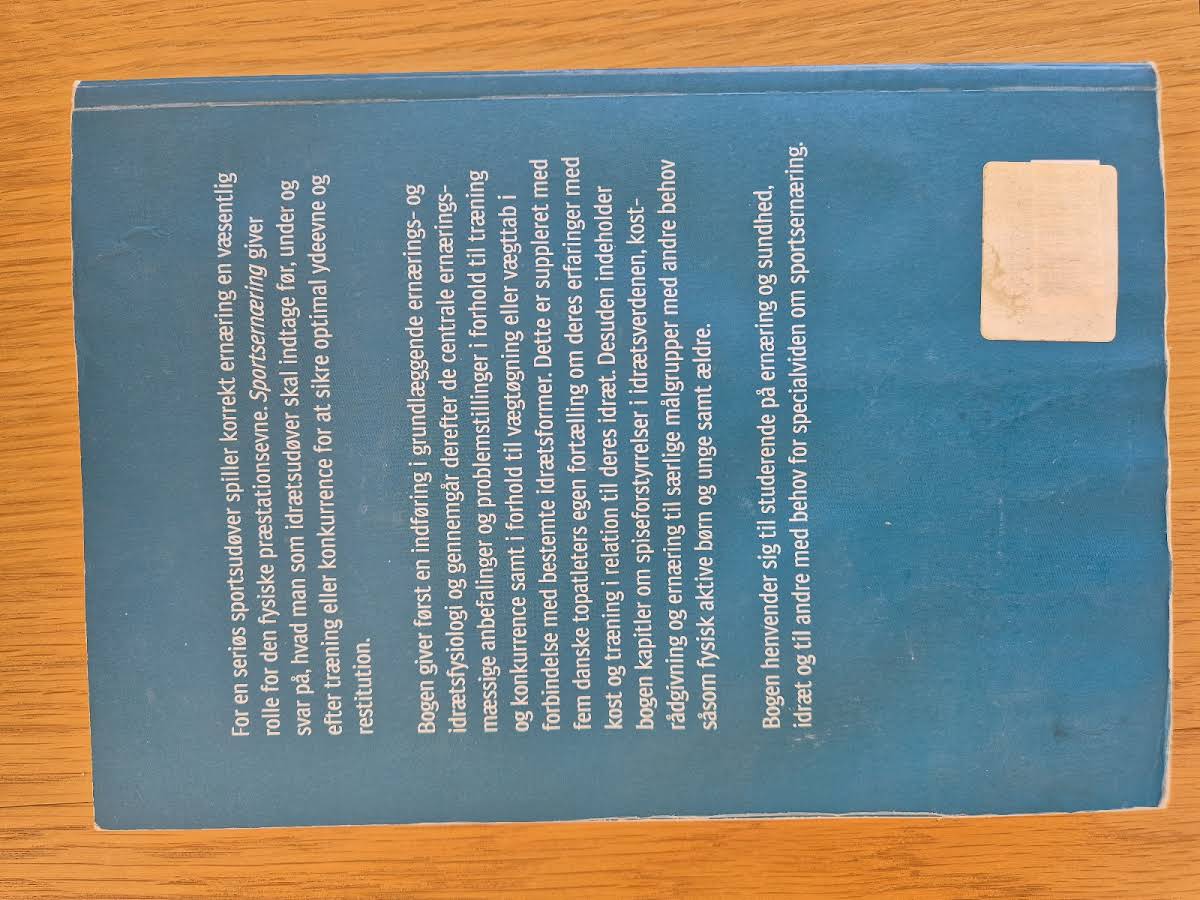 For en seriøs sportsudøver spiller korrekt ernæring en væsentlig
rolle for den fysiske præstationsevne. Sportsernæring giver
svar på, hvad man som idrætsudøver skal indtage før, under og
efter træning eller konkurrence for at sikre optimal ydeevne og
restitution.
Bogen giver først en indføring i grundlæggende ernærings- og
idrætsfysiologi og gennemgår derefter de centrale ernærings-
mæssige anbefalinger og problemstillinger i forhold til træning
og konkurrence samt i forhold til vægtøgning eller vægttab i
forbindelse med bestemte idrætsformer. Dette er suppleret med
fem danske topatleters egen fortælling om deres erfaringer med
kost og træning i relation til deres idræt. Desuden indeholder
bogen kapitler om spiseforstyrrelser i idrætsverdenen, kost-
rådgivning og ernæring til særlige målgrupper med andre behov
såsom fysisk aktive børn og unge samt ældre.
Bogen henvender sig til studerende på ernæring og sundhed,
idræt og til andre med behov for specialviden om sportsernæring.